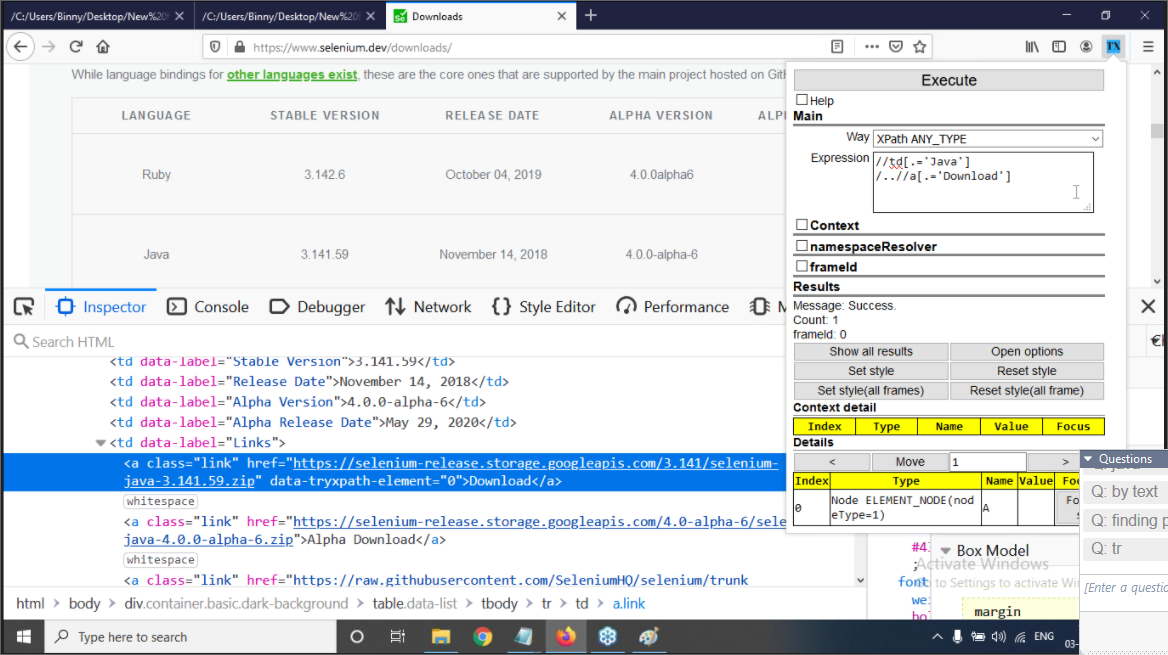 /C:/Users/Binny/Desktop/New%20
/C:/Users/Binny/Desktop/New%20
Se Downloads
https://www.selenium.dev/downloads/
TX
While language bindings for other languages exist, these are the core ones that are supported by the main project hosted on
LANGUAGE STABLE VERSION RELEASE DATE ALPHA VERSION
Ruby 3.142.6 October 04, 2019 4.0.0alpha6
Java 3.141.59 November 14, 2018 4.0.0-alpha-6
Execute
Help
Main
Way XPath ANY_TYPE
Expression //td[.='Java']
/..//a[.='Download']
Context
namespaceResolver
frameId
Results
Message: Success.
Count: 1
frameId: 0
Show all results Open options
Set style Reset style
Set style(all frames) Reset style(all frame)
Context detail
Index Type Name Value Focus
Details
< Move 1 >
Index Type Name Value
0 Node ELEMENT_NODE(nod
eType=1) A
Inspector Console Debugger Network Style Editor Performance
Search HTML
<td data-label="Stable Version">3.141.59</td>
<td data-label="Release Date">November 14, 2018</td>
<td data-label="Alpha Version">4.0.0-alpha-6</td>
<td data-label="Alpha Release Date">May 29, 2020</td>
<td data-label="Links">
<a class="link" href="https://selenium-release.storage.googleapis.com/3.141/selenium-
java-3.141.59.zip" data-tryxpath-element="0">Download</a>
whitespace
<a class="link" href="https://selenium-release.storage.googleapis.com/4.0-alpha-6/sele
java-4.0.0-alpha-6.zip">Alpha Download</a>
whitespace
<a class="link" href="https://raw.githubusercontent.com/SeleniumHQ/selenium/trunk
html body div.container.basic.dark-background table.data-list tbody tr td a.link
Box Model
margin
Activate Windows
to Settings to activate
Questions
Q: by text
Q: finding
Q: tr
[Enter a
Type here to search
ENG
03-